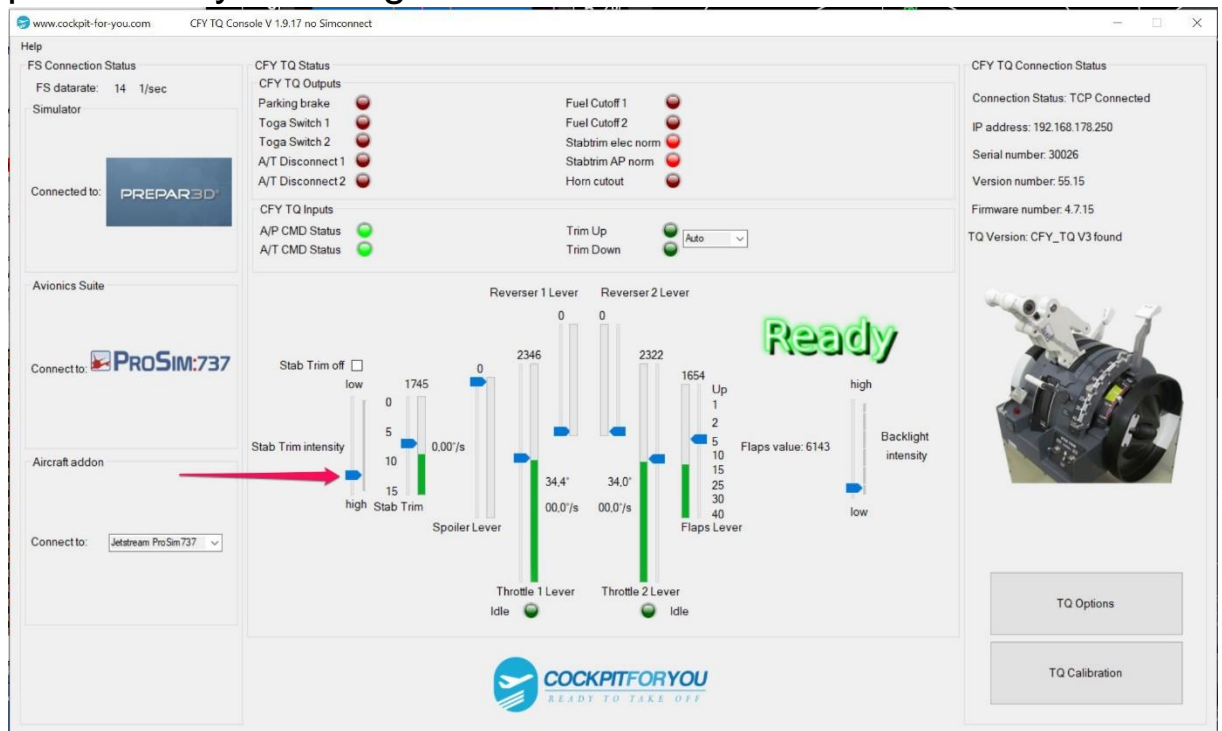 www.cockpit-for-you.com CFY TQ Console V 1.9.17 no Simconnect
Help
FS Connection Status
FS datarate: 14 1/sec
Simulator
Connected to: PREPAR3D
Avionics Suite
Connect to: PROSIM:737
Aircraft addon
Connect to: Jetstream ProSim737
CFY TQ Status
CFY TQ Outputs
Parking brake
Toga Switch 1
Toga Switch 2
A/T Disconnect 1
A/T Disconnect 2
Fuel Cutoff 1
Fuel Cutoff 2
Stabtrim elec norm
Stabtrim AP norm
Horn cutout
CFY TQ Inputs
A/P CMD Status
A/T CMD Status
Trim Up
Trim Down
Auto
Reverser 1 Lever Reverser 2 Lever
0 0
Ready
Stab Trim off
low
high
Stab Trim intensity
1745
0
5
10
15
0,00°/s
Stab Trim
0
Spoiler Lever
2346
34,4°
00,0°/s
Throttle 1 Lever
Idle
2322
34,0°
00,0°/s
Throttle 2 Lever
Idle
1654
Up
1
2
5
10
15
25
30
40
Flaps Lever
Flaps value: 6143
high
Backlight
intensity
low
COCKPITFORYOU
READY TO TAKE OFF
CFY TQ Connection Status
Connection Status: TCP Connected
IP address: 192.168.178.250
Serial number: 30026
Version number: 55.15
Firmware number: 4.7.15
TQ Version: CFY_TQ V3 found
TQ Options
TQ Calibration